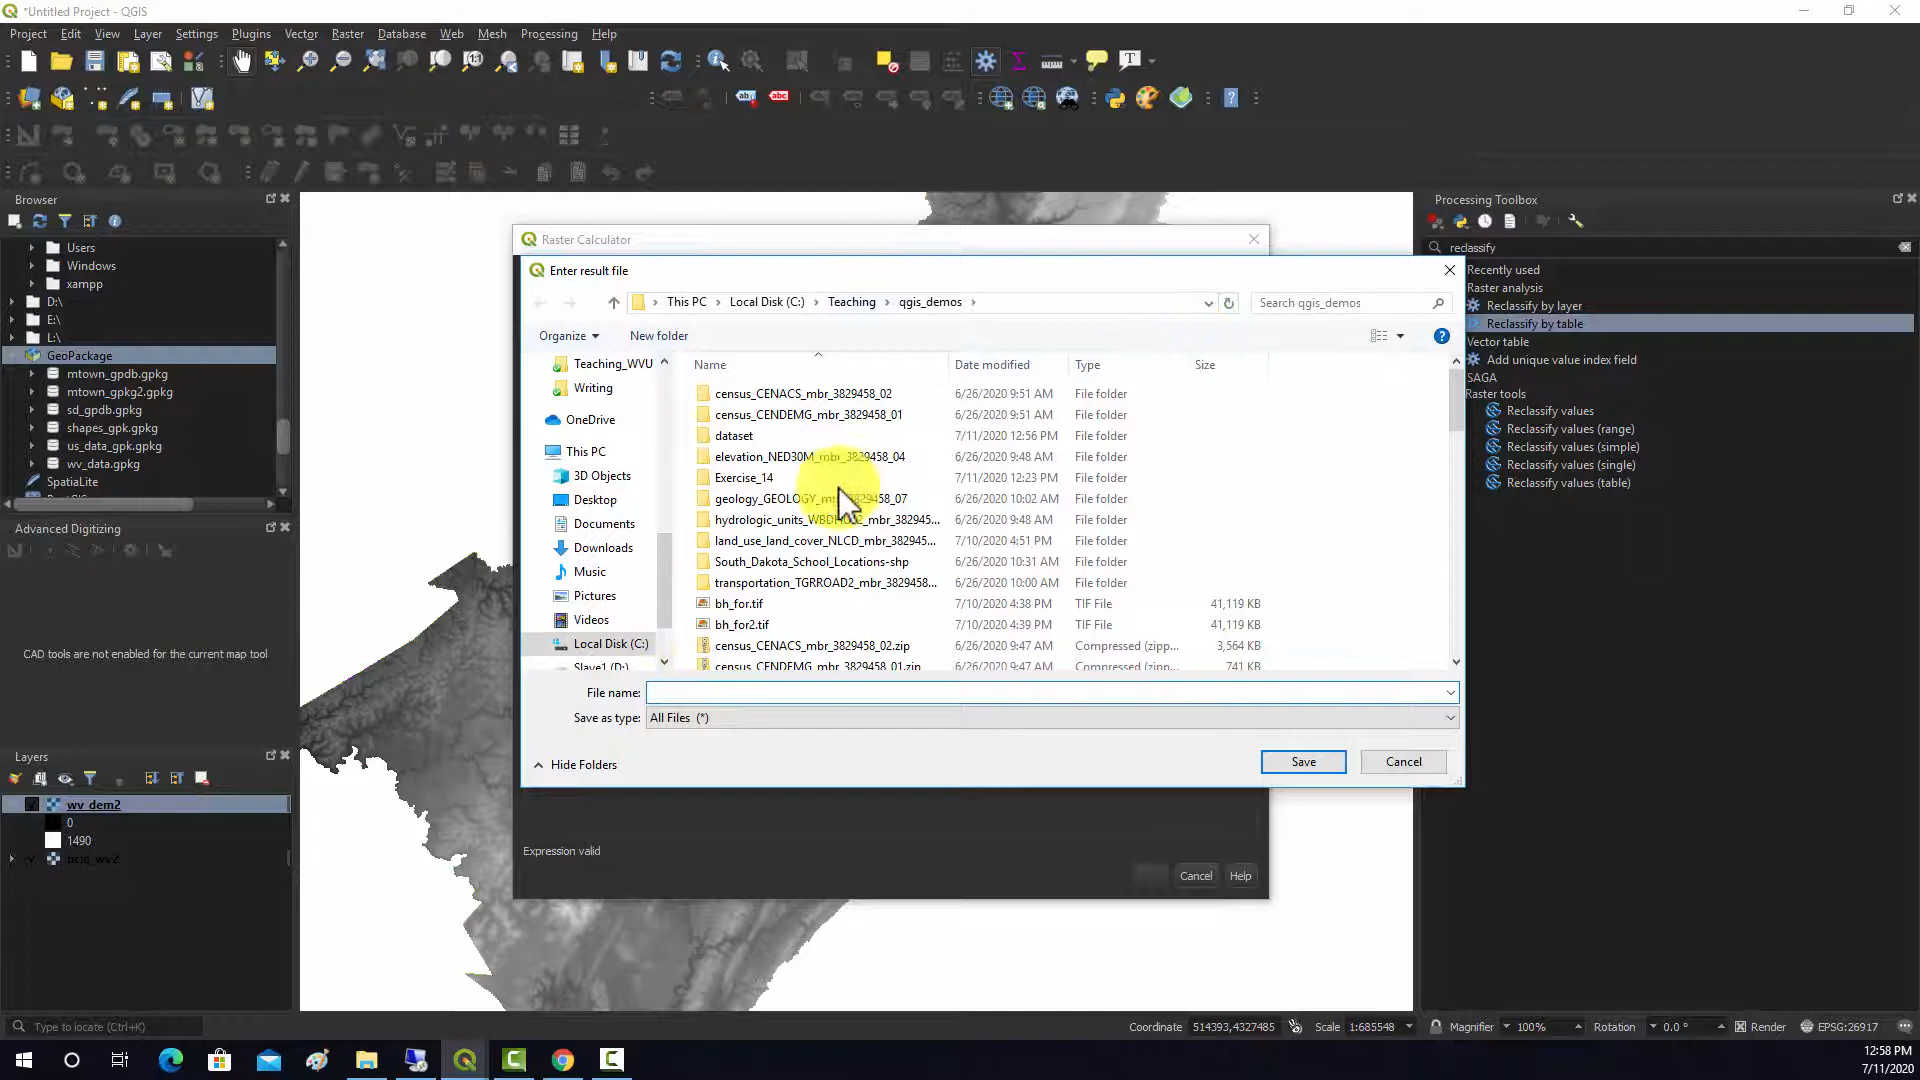 *Untitled Project - QGIS
Project Edit View Layer Settings Plugins Vector Raster Database Web Mesh Processing Help
Browser
Users
Windows
xampp
D:\
E:\
L:\
GeoPackage
mtown_gpdb.gpkg
mtown_gpkg2.gpkg
sd_gpdb.gpkg
shapes_gpk.gpkg
us_data_gpk.gpkg
wv_data.gpkg
SpatiaLite
Advanced Digitizing
CAD tools are not enabled for the current map tool
Layers
wv_dem2
0
1490
Raster Calculator
Enter result file
This PC > Local Disk (C:) > Teaching > qgis_demos >
Search qgis_demos
Organize New folder
Teaching_WVU
Writing
OneDrive
This PC
3D Objects
Desktop
Documents
Downloads
Music
Pictures
Videos
Local Disk (C:)
Slave1 (D:)
Name Date modified Type Size
census_CENACS_mbr_3829458_02 6/26/2020 9:51 AM File folder
census_CENDEMG_mbr_3829458_01 6/26/2020 9:51 AM File folder
dataset 7/11/2020 12:56 PM File folder
elevation_NED30M_mbr_3829458_04 6/26/2020 9:48 AM File folder
Exercise_14 7/11/2020 12:23 PM File folder
6/26/2020 10:02 AM File folder
6/26/2020 9:48 AM File folder
land_use_land_cover_NLCD_mbr_382945... 7/10/2020 4:51 PM File folder
South_Dakota_School_Locations-shp 6/26/2020 10:31 AM File folder
transportation_TGRROAD2_mbr_3829458... 6/26/2020 10:00 AM File folder
bh_for.tif 7/10/2020 4:38 PM TIF File 41,119 KB
bh_for2.tif 7/10/2020 4:39 PM TIF File 41,119 KB
census_CENACS_mbr_3829458_02.zip 6/26/2020 9:47 AM Compressed (zipp... 3,564 KB
census_CENDEMG_mbr_3829458_01.zip 6/26/2020 9:47 AM Compressed (zipp... 741 KB
File name:
Save as type: All Files (*)
Hide Folders
Save Cancel
Expression valid
Cancel Help
Processing Toolbox
reclassify
Recently used
Raster analysis
Reclassify by layer
Reclassify by table
Vector table
Add unique value index field
SAGA
Raster tools
Reclassify values
Reclassify values (range)
Reclassify values (simple)
Reclassify values (single)
Reclassify values (table)
Type to locate (Ctrl+K)
Coordinate 514393,4327485 Scale 1:685548 Magnifier 100% Rotation 0.0 ° Render EPSG:26917
12:58 PM
7/11/2020